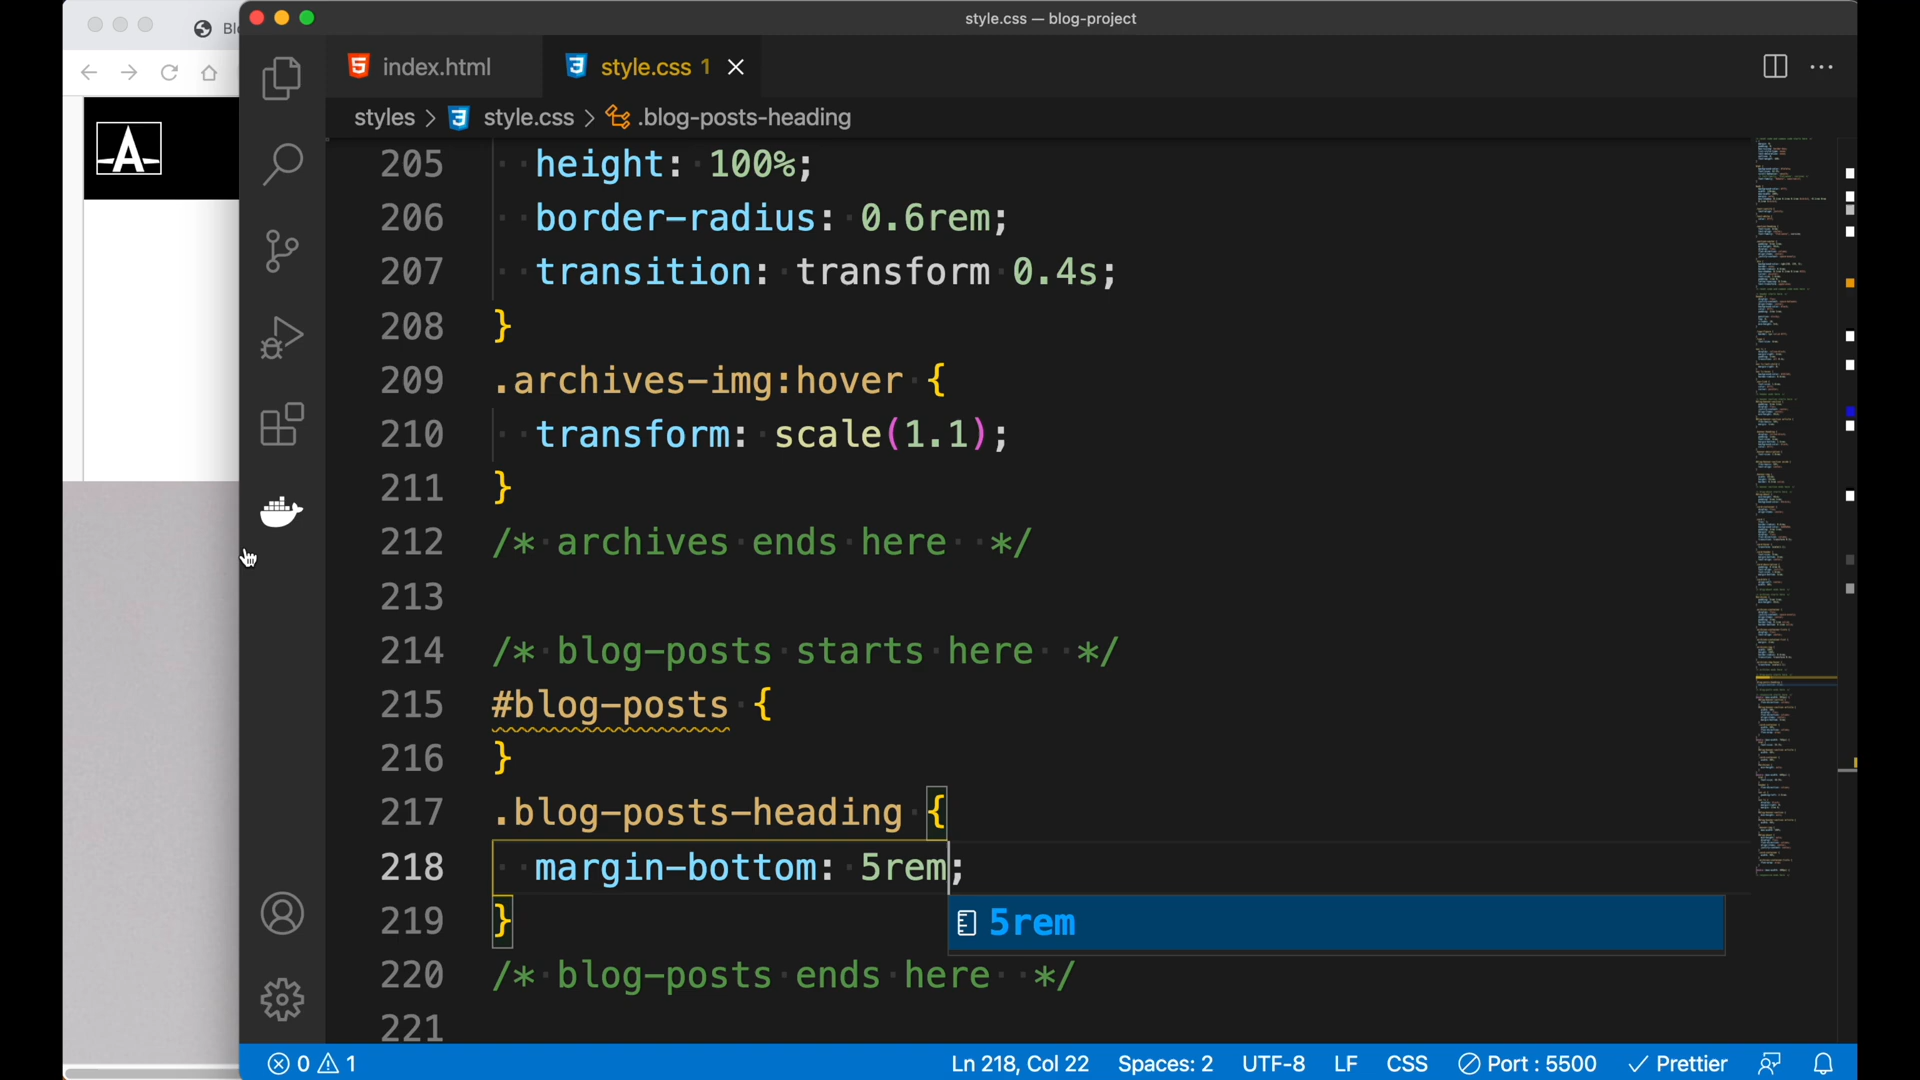 style.css — blog-project
Bl
index.html
style.css 1
styles > style.css > .blog-posts-heading
205 height: 100%;
206 border-radius: 0.6rem;
207 transition: transform 0.4s;
208 }
209 .archives-img:hover {
210 transform: scale(1.1);
211 }
212 /* archives ends here  */
213
214 /* blog-posts starts here  */
215 #blog-posts {
216 }
217 .blog-posts-heading {
218 margin-bottom: 5rem;
219 }
5rem
220 /* blog-posts ends here  */
221
0 1 Ln 218, Col 22 Spaces: 2 UTF-8 LF CSS Port : 5500 Prettier